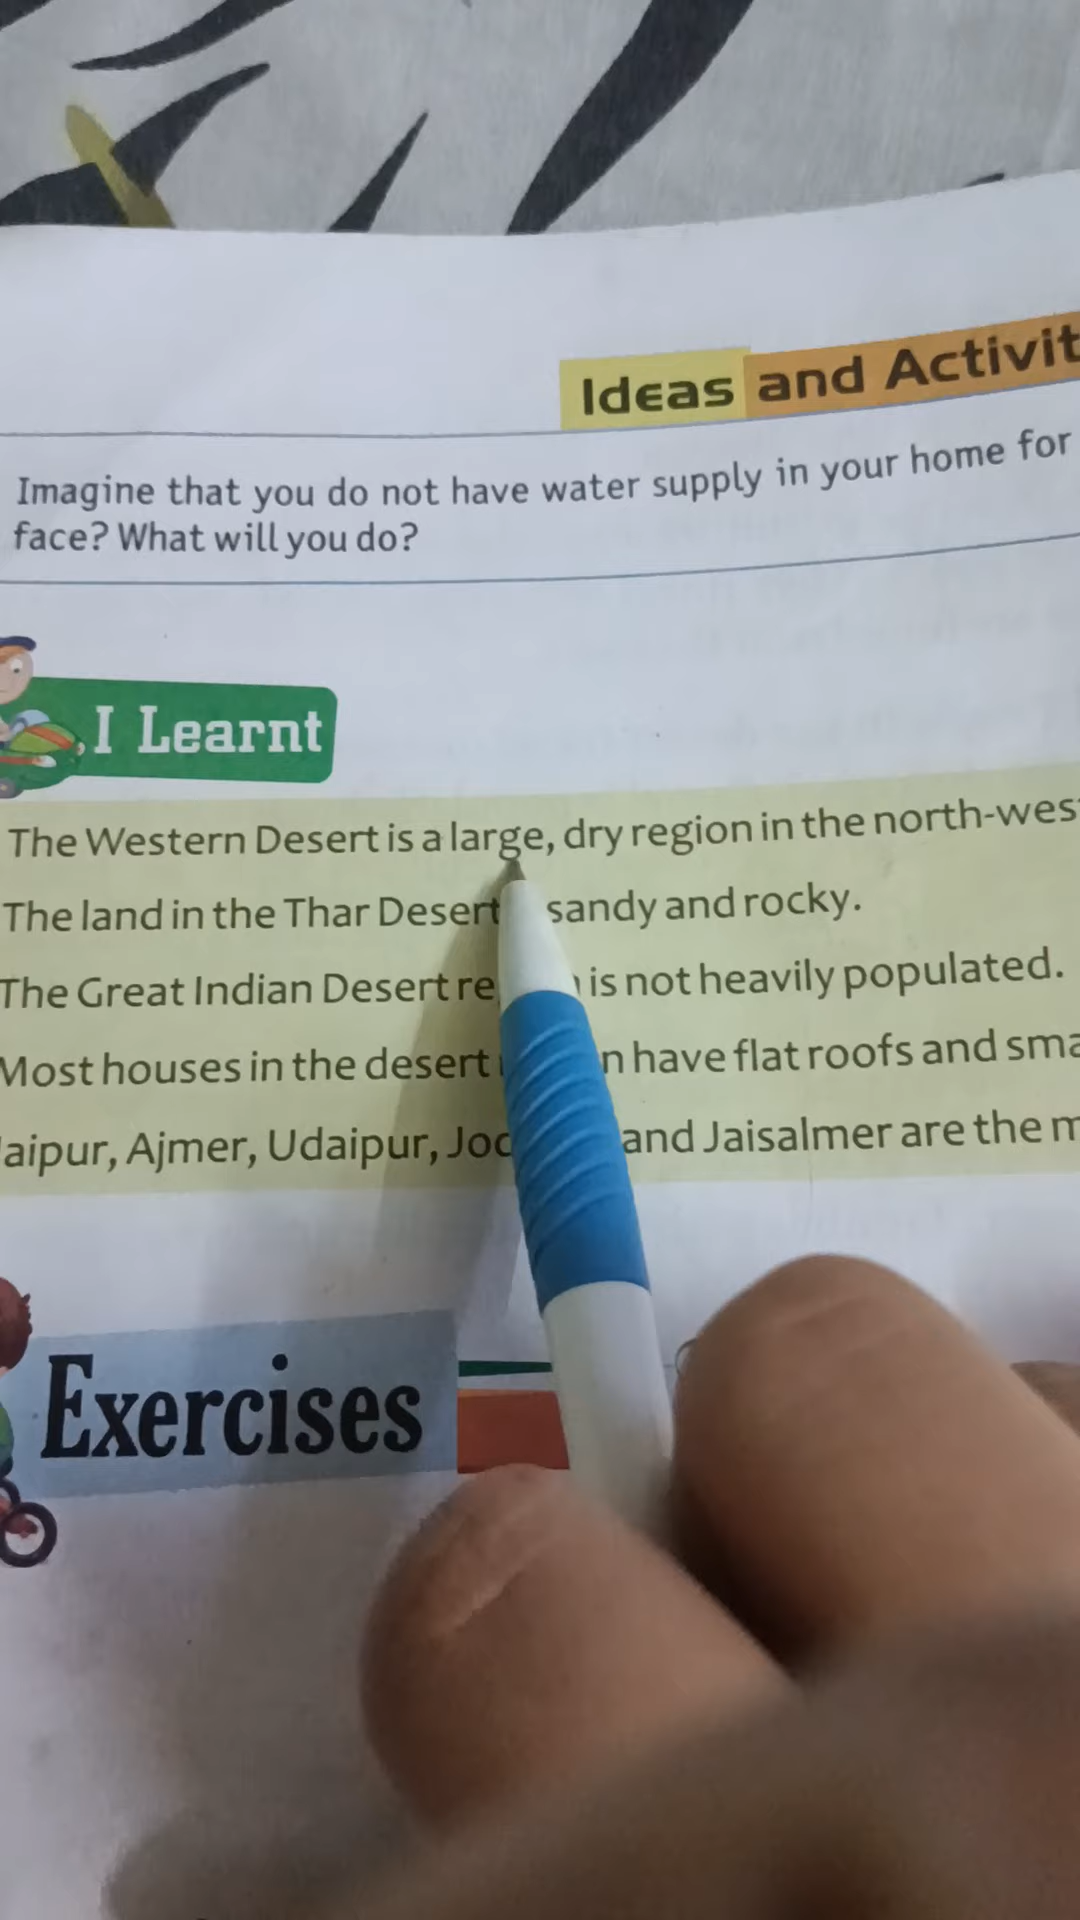 Ideas and Activit
Imagine that you do not have water supply in your home for
face? What will you do?
I Learnt
The Western Desert is a large, dry region in the north-wes
The land in the Thar Desert sandy and rocky.
The Great Indian Desert re is not heavily populated.
Most houses in the desert n have flat roofs and sma
aipur, Ajmer, Udaipur, Jod and Jaisalmer are the m
Exercises